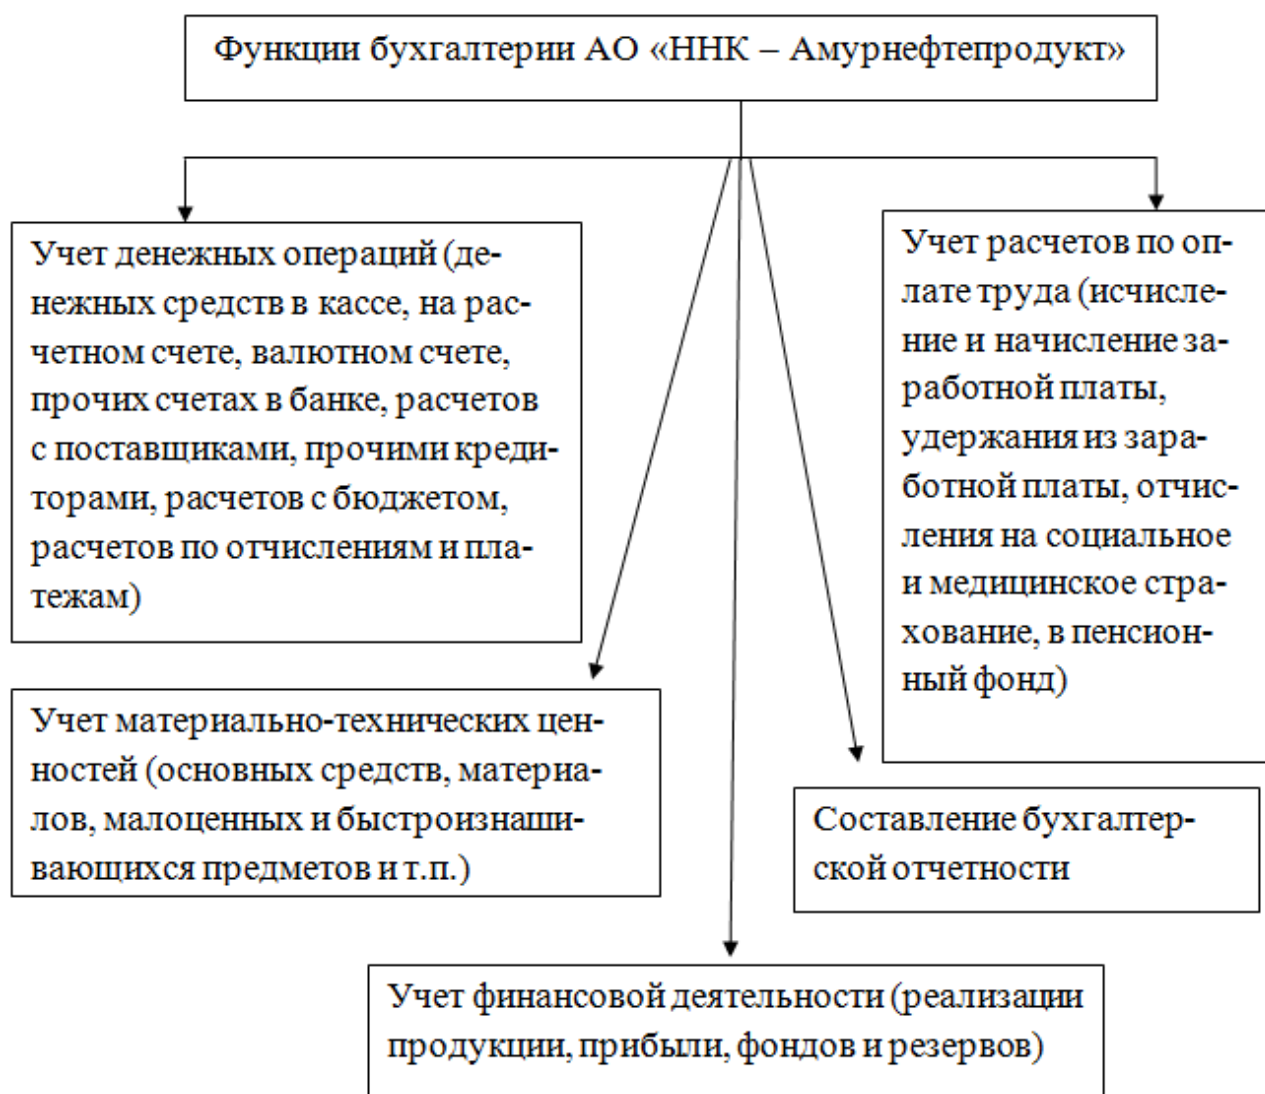 Функции бухгалтерии АО «ННК – Амурнефтепродукт»
Учет денежных операций (де-
нежных средств в кассе, на рас-
четном счете, валютном счете,
прочих счетах в банке, расчетов
с поставщиками, прочими креди-
торами, расчетов с бюджетом,
расчетов по отчислениям и пла-
тежам)
Учет расчетов по оп-
лате труда (исчисле-
ние и начисление за-
работной платы,
удержания из зара-
ботной платы, отчис-
ления на социальное
и медицинское стра-
хование, в пенсион-
ный фонд)
Учет материально-технических цен-
ностей (основных средств, материа-
лов, малоценных и быстроизнаши-
вающихся предметов и т.п.)
Составление бухгалтер-
ской отчетности
Учет финансовой деятельности (реализации
продукции, прибыли, фондов и резервов)